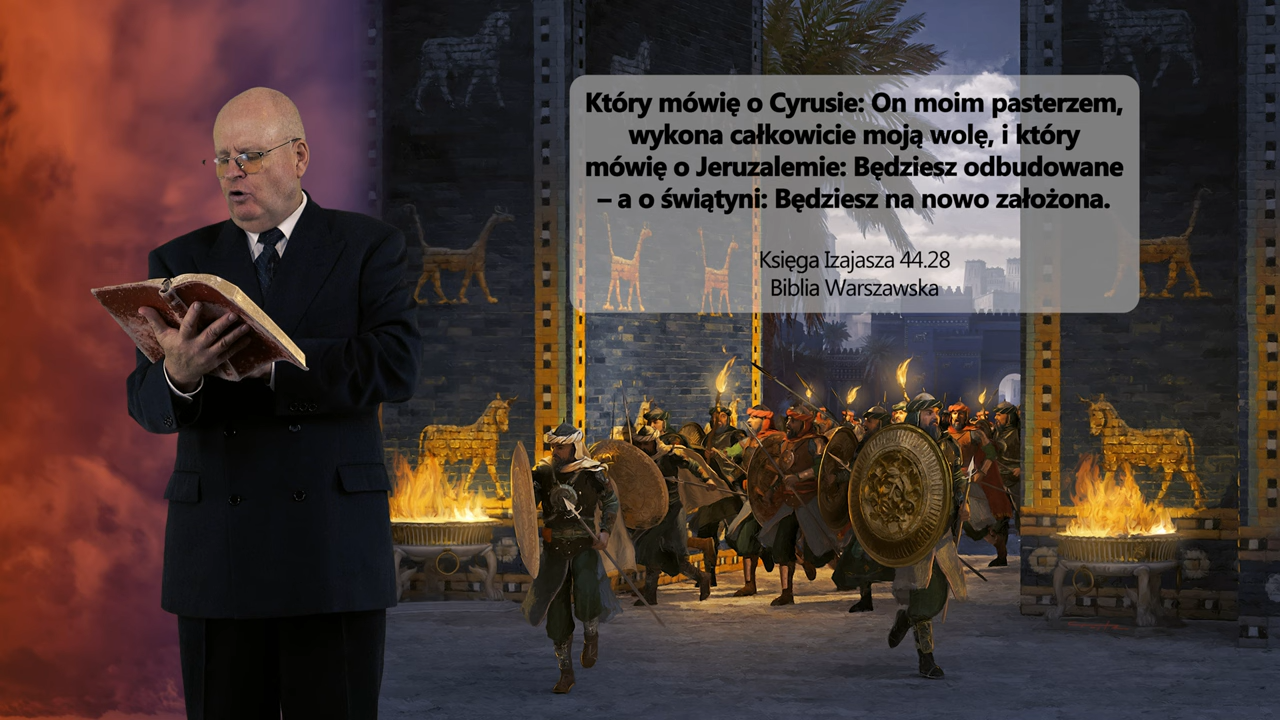 Który mówię o Cyrusie: On moim pasterzem,
wykona całkowicie moją wolę, i który
mówię o Jeruzalemie: Będziesz odbudowane
– a o świątyni: Będziesz na nowo założona.
Księga Izajasza 44.28
Biblia Warszawska